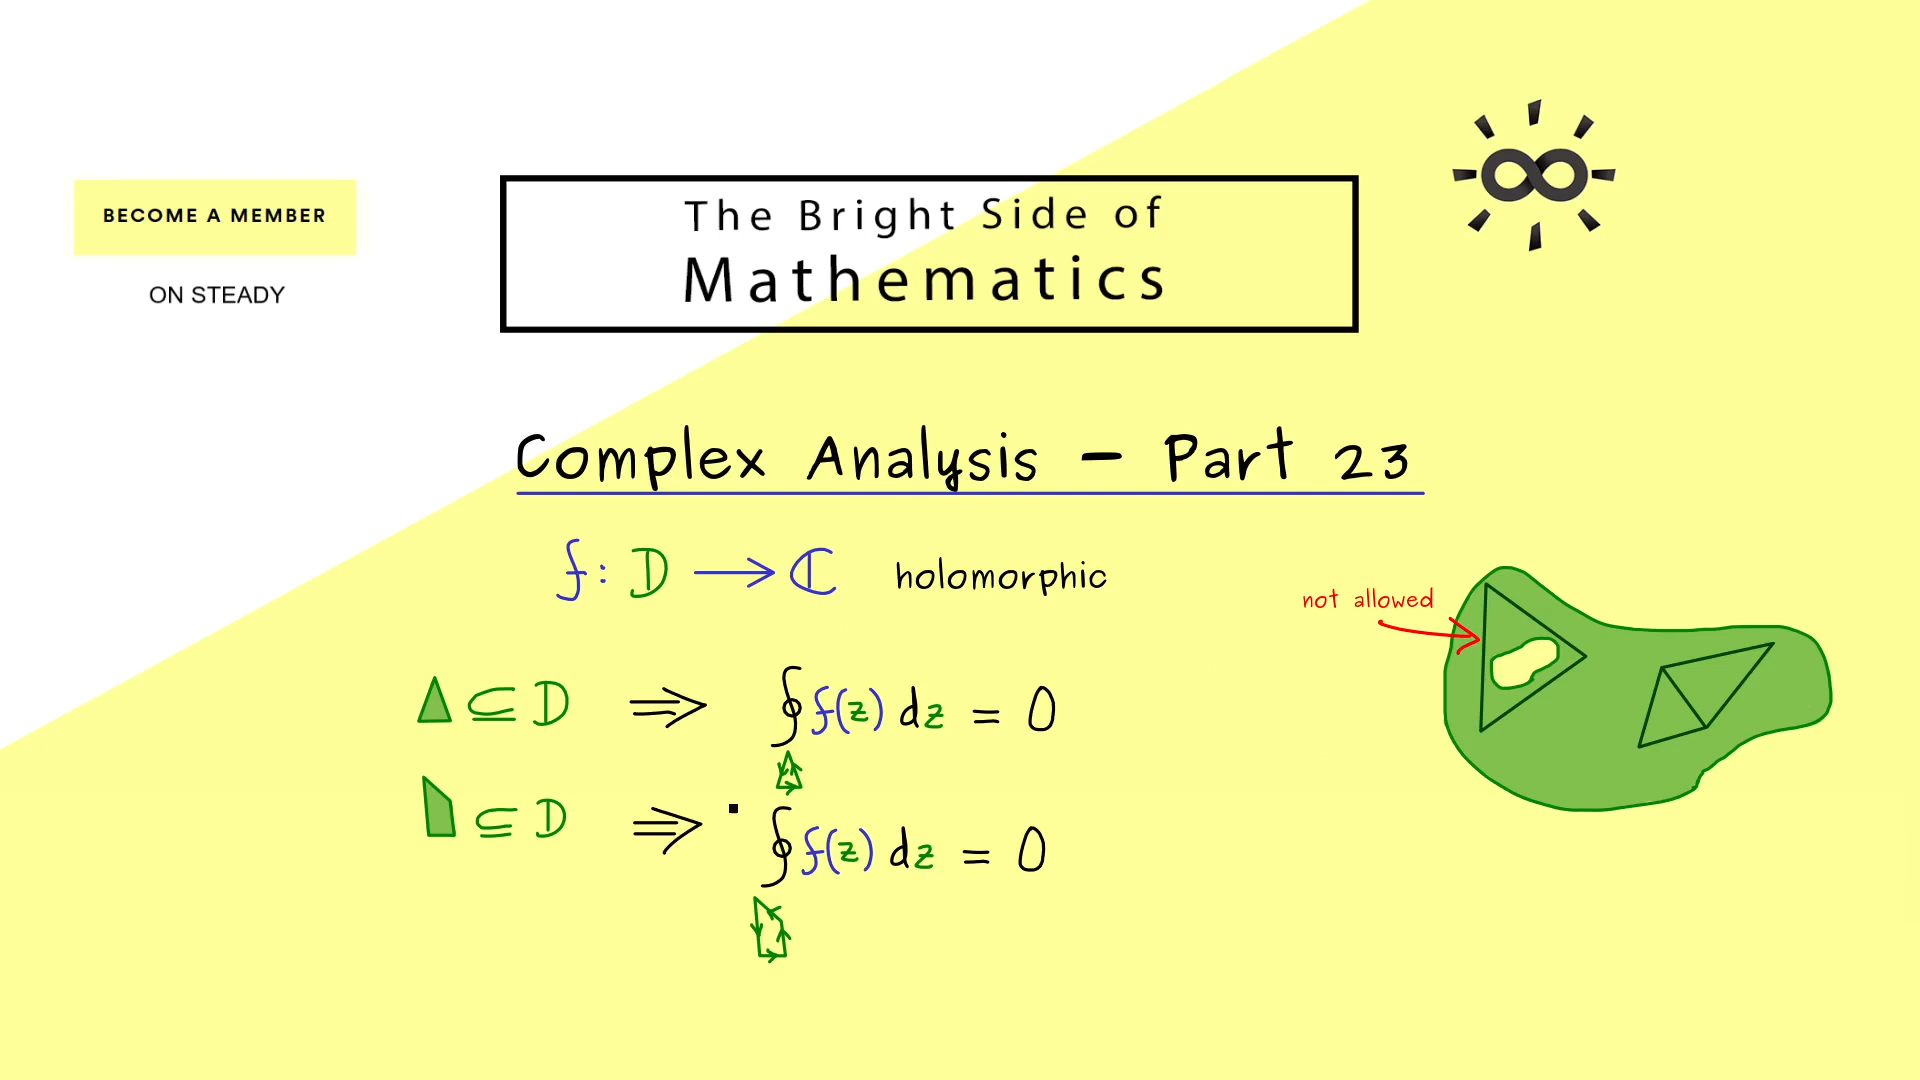 BECOME A MEMBER
ON STEADY
The Bright Side of
Mathematics
Complex Analysis – Part 23
f: D ⟶ ℂ holomorphic
not allowed
△ ⊆ D ⟹ ∮ f(z) dz = 0
⊆ D ⟹ ∮ f(z) dz = 0